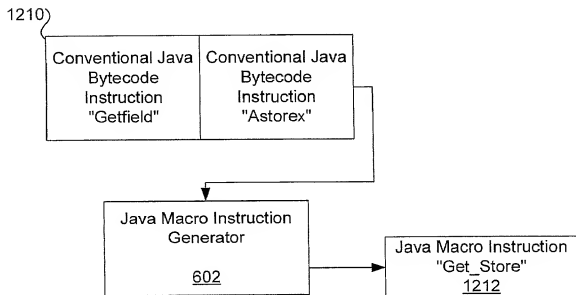 1210
Conventional Java
Bytecode
Instruction
"Getfield"
Conventional Java
Bytecode
Instruction
"Astorex"
Java Macro Instruction
Generator
602
Java Macro Instruction
"Get_Store"
1212